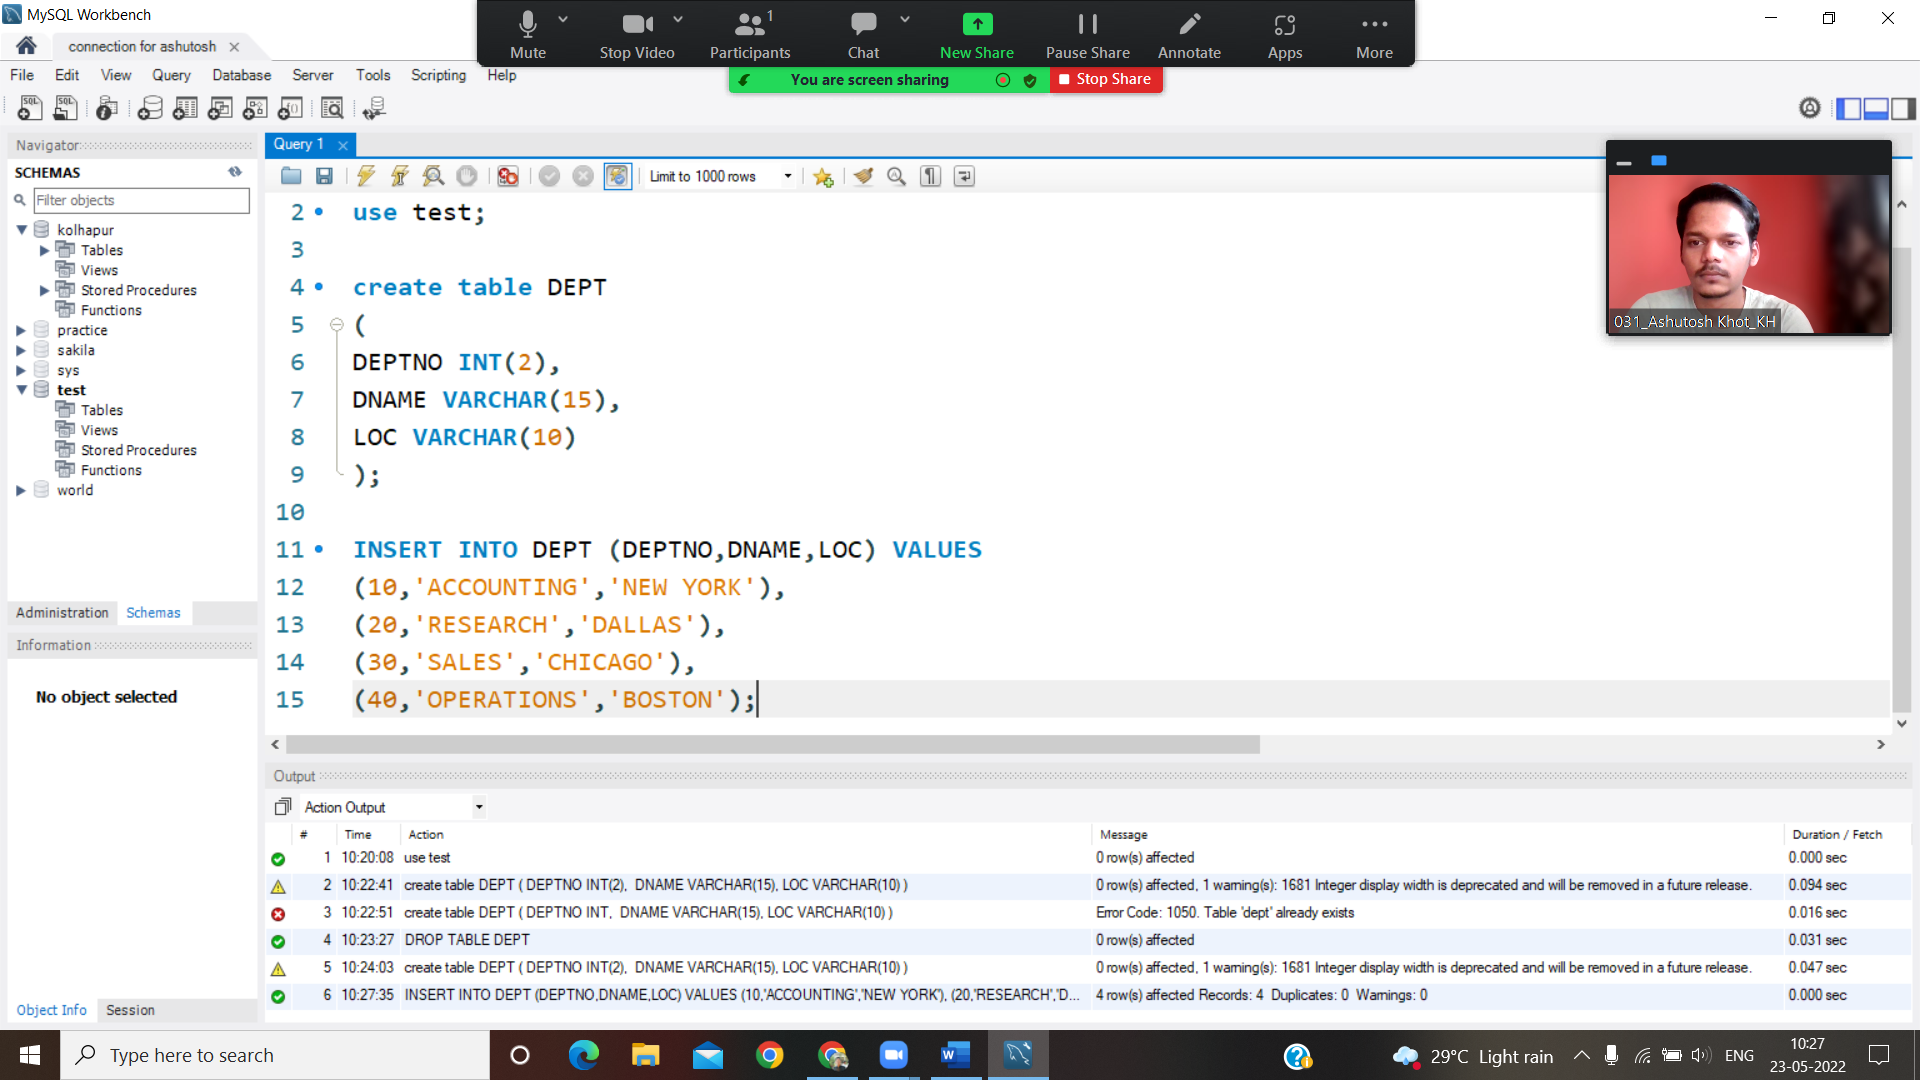 MySQL Workbench
connection for ashutosh
Mute
Stop Video
1
Participants
Chat
New Share
Pause Share
Annotate
Apps
More
You are screen sharing
Stop Share
File Edit View Query Database Server Tools Scripting Help
Navigator
SCHEMAS
Filter objects
kolhapur
Tables
Views
Stored Procedures
Functions
practice
sakila
sys
test
Tables
Views
Stored Procedures
Functions
world
Administration Schemas
Information
No object selected
Object Info Session
Query 1
Limit to 1000 rows
2 use test;
3
4 create table DEPT
5 (
6 DEPTNO INT(2),
7 DNAME VARCHAR(15),
8 LOC VARCHAR(10)
9 );
10
11 INSERT INTO DEPT (DEPTNO,DNAME,LOC) VALUES
12 (10,'ACCOUNTING','NEW YORK'),
13 (20,'RESEARCH','DALLAS'),
14 (30,'SALES','CHICAGO'),
15 (40,'OPERATIONS','BOSTON');
031_Ashutosh Khot_KH
Output
Action Output
# Time Action Message Duration / Fetch
1 10:20:08 use test 0 row(s) affected 0.000 sec
2 10:22:41 create table DEPT ( DEPTNO INT(2), DNAME VARCHAR(15), LOC VARCHAR(10) ) 0 row(s) affected, 1 warning(s): 1681 Integer display width is deprecated and will be removed in a future release. 0.094 sec
3 10:22:51 create table DEPT ( DEPTNO INT, DNAME VARCHAR(15), LOC VARCHAR(10) ) Error Code: 1050. Table 'dept' already exists 0.016 sec
4 10:23:27 DROP TABLE DEPT 0 row(s) affected 0.031 sec
5 10:24:03 create table DEPT ( DEPTNO INT(2), DNAME VARCHAR(15), LOC VARCHAR(10) ) 0 row(s) affected, 1 warning(s): 1681 Integer display width is deprecated and will be removed in a future release. 0.047 sec
6 10:27:35 INSERT INTO DEPT (DEPTNO,DNAME,LOC) VALUES (10,'ACCOUNTING','NEW YORK'), (20,'RESEARCH','D... 4 row(s) affected Records: 4 Duplicates: 0 Warnings: 0 0.000 sec
Type here to search
29°C Light rain
ENG
10:27
23-05-2022